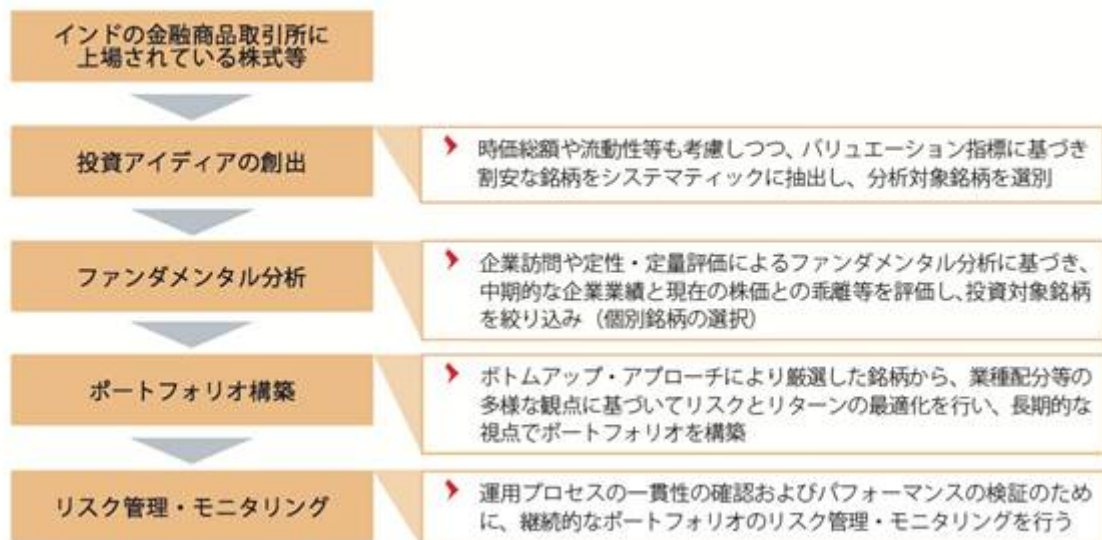 インドの金融商品取引所に
上場されている株式等
投資アイディアの創出
時価総額や流動性等も考慮しつつ、バリュエーション指標に基づき
割安な銘柄をシステマティックに抽出し、分析対象銘柄を選別
ファンダメンタル分析
企業訪問や定性・定量評価によるファンダメンタル分析に基づき、
中期的な企業業績と現在の株価との乖離等を評価し、投資対象銘柄
を絞り込み（個別銘柄の選択）
ポートフォリオ構築
ボトムアップ・アプローチにより厳選した銘柄から、業種配分等の
多様な観点に基づいてリスクとリターンの最適化を行い、長期的な
視点でポートフォリオを構築
リスク管理・モニタリング
運用プロセスの一貫性の確認およびパフォーマンスの検証のため
に、継続的なポートフォリオのリスク管理・モニタリングを行う